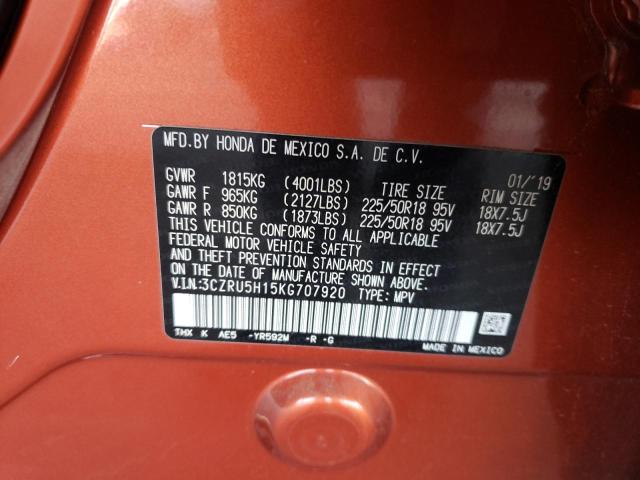 MFD.BY HONDA DE MEXICO S.A. DE C.V.
GVWR 1815KG (4001LBS) 01/'19
GAWR F 965KG (2127LBS) TIRE SIZE RIM SIZE
GAWR R 850KG (1873LBS) 225/50R18 95V 18X7.5J
225/50R18 95V 18X7.5J
THIS VEHICLE CONFORMS TO ALL APPLICABLE
FEDERAL MOTOR VEHICLE SAFETY
AND THEFT PREVENTION STANDARDS IN EFFECT
ON THE DATE OF MANUFACTURE SHOWN ABOVE.
V.I.N:3CZRU5H15KG707920 TYPE: MPV
THX K AE5 -YR592M -R -G
MADE IN MEXICO